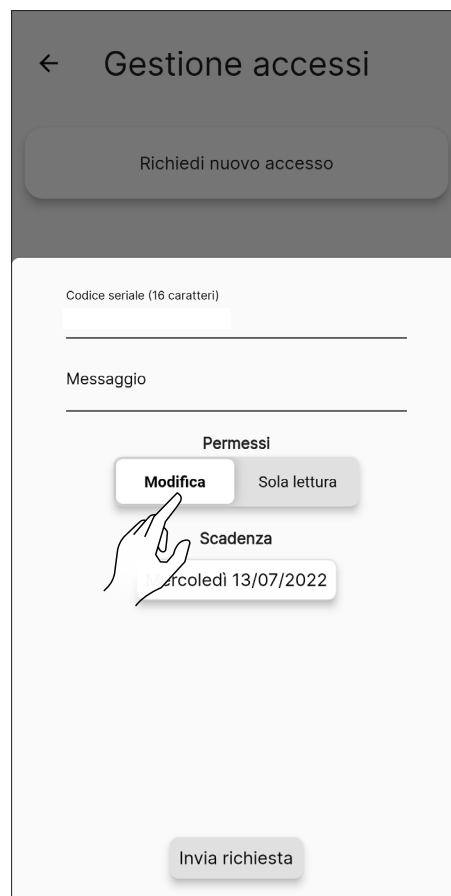 Gestione accessi
Richiedi nuovo accesso
Codice seriale (16 caratteri)
Messaggio
Permessi
Modifica Sola lettura
Scadenza
Mercoledì 13/07/2022
Invia richiesta